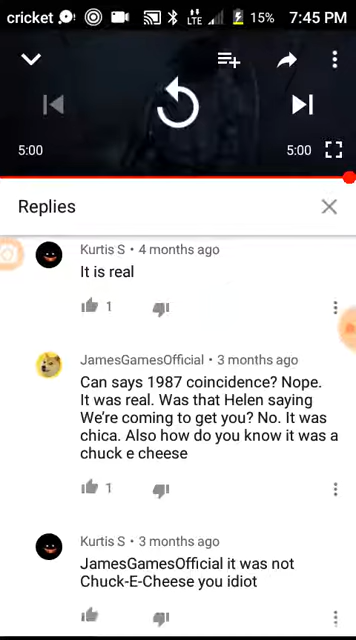 cricket 15% 7:45 PM
LTE
5:00 5:00
Replies
Kurtis S • 4 months ago
It is real
1
JamesGamesOfficial • 3 months ago
Can says 1987 coincidence? Nope.
It was real. Was that Helen saying
We're coming to get you? No. It was
chica. Also how do you know it was a
chuck e cheese
1
Kurtis S • 3 months ago
JamesGamesOfficial it was not
Chuck-E-Cheese you idiot